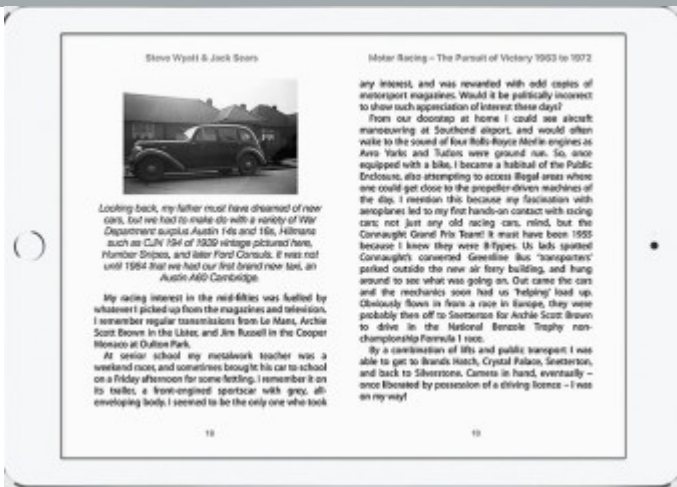 Steve Wyatt & Jack Sears
Looking back, my father must have dreamed of new
cars, but we had to make do with a variety of War
Department surplus Austin 14s and 16s, Hillmans
such as CJN 194 of 1939 vintage pictured here,
Humber Snipes, and later Ford Consuls. It was not
until 1964 that we had our first brand new taxi, an
Austin A60 Cambridge.
My racing interest in the mid-fifties was fuelled by
whatever I picked up from the magazines and television.
I remember regular transmissions from Le Mans, Archie
Scott Brown in the Lister, and Jim Russell in the Cooper
Monaco at Oulton Park.
At senior school my metalwork teacher was a
weekend racer, and sometimes brought his car to school
on a Friday afternoon for some fettling. I remember it on
its trailer, a front-engined sportscar with grey, all-
enveloping body. I seemed to be the only one who took
Motor Racing – The Pursuit of Victory 1963 to 1972
any interest, and was rewarded with odd copies of
motorsport magazines. Would it be politically incorrect
to show such appreciation of interest these days?
From our doorstep at home I could see aircraft
manoeuvring at Southend airport, and would often
wake to the sound of four Rolls-Royce Merlin engines as
Avro Yorks and Tudors were ground run. So, once
equipped with a bike, I became a habitual of the Public
Enclosure, also attempting to access illegal areas where
one could get close to the propeller-driven machines of
the day. I mention this because my fascination with
aeroplanes led to my first hands-on contact with racing
cars; not just any old racing cars, mind, but the
Connaught Grand Prix Team! It must have been 1955
because I knew they were B-Types. Us lads spotted
Connaught's converted Greenline Bus 'transporters'
parked outside the new air ferry building, and hung
around to see what was going on. Out came the cars
and the mechanics soon had us 'helping' load up.
Obviously flown in from a race in Europe, they were
probably then off to Snetterton for Archie Scott Brown
to drive in the National Benzole Trophy non-
championship Formula 1 race.
By a combination of lifts and public transport I was
able to get to Brands Hatch, Crystal Palace, Snetterton,
and back to Silverstone. Camera in hand, eventually –
once liberated by possession of a driving licence – I was
on my way!